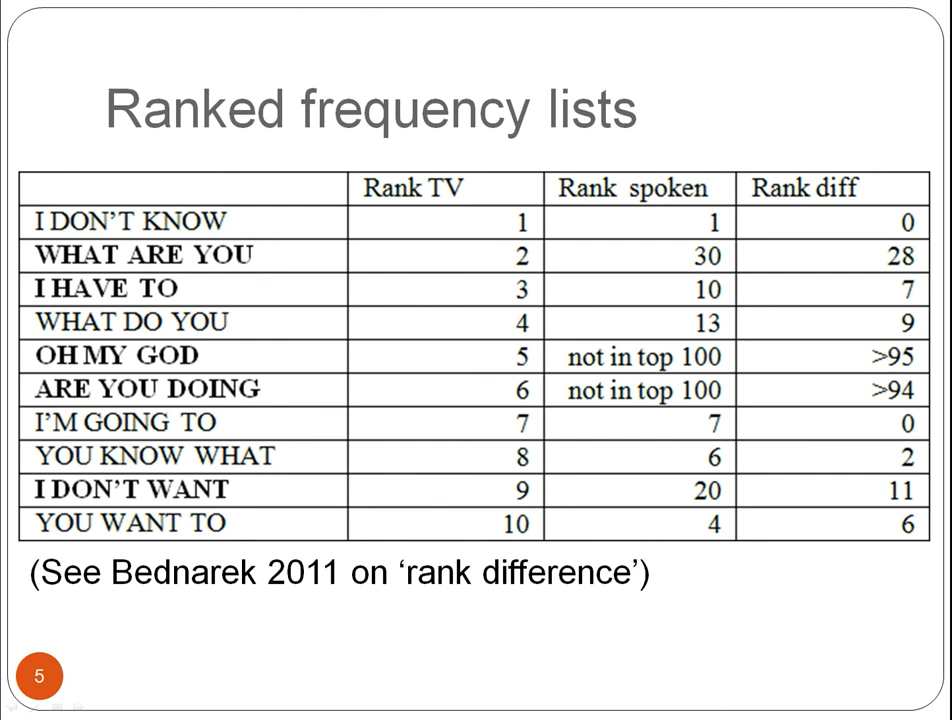 Ranked frequency lists
Rank TV Rank spoken Rank diff
I DON’T KNOW 1 1 0
WHAT ARE YOU 2 30 28
I HAVE TO 3 10 7
WHAT DO YOU 4 13 9
OH MY GOD 5 not in top 100 >95
ARE YOU DOING 6 not in top 100 >94
I’M GOING TO 7 7 0
YOU KNOW WHAT 8 6 2
I DON’T WANT 9 20 11
YOU WANT TO 10 4 6
(See Bednarek 2011 on ‘rank difference’)
5